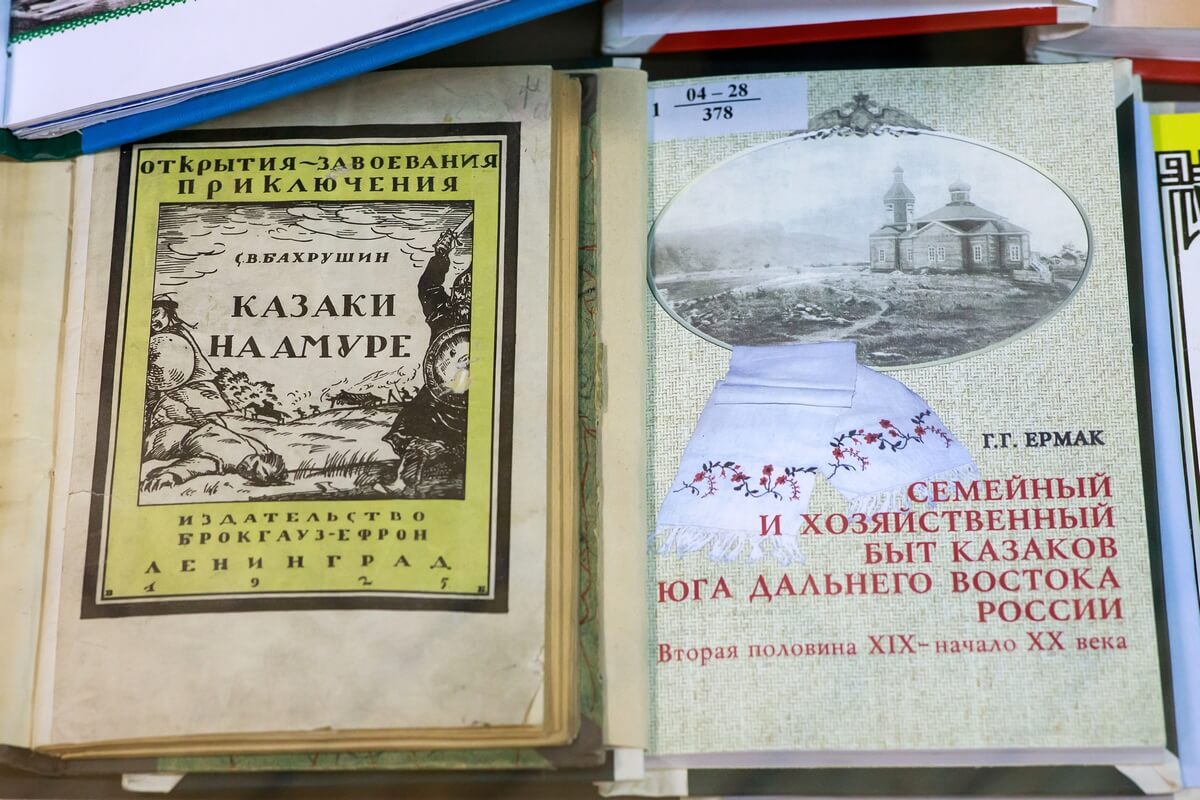 ОТКРЫТИЯ~ЗАВОЕВАНИЯ
ПРИКЛЮЧЕНИЯ
С.В.БАХРУШИН
КАЗАКИ
НА АМУРЕ
ИЗДАТЕЛЬСТВО
БРОКГАУЗ-ЕФРОН
ЛЕНИНГРАД
1925
1 04 – 28
378
Г.Г. ЕРМАК
СЕМЕЙНЫЙ
И ХОЗЯЙСТВЕННЫЙ
БЫТ КАЗАКОВ
ЮГА ДАЛЬНЕГО ВОСТОКА
РОССИИ
Вторая половина XIX – начало XX века